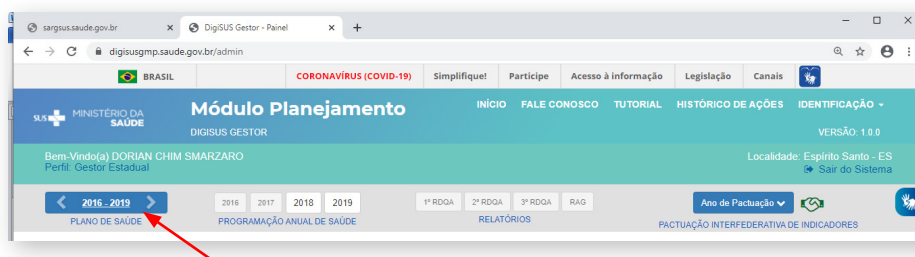 sargsus.saude.gov.br
DigiSUS Gestor - Painel
digisusgmp.saude.gov.br/admin
BRASIL CORONAVÍRUS (COVID-19) Simplifique! Participe Acesso à informação Legislação Canais
SUS MINISTÉRIO DA SAÚDE
Módulo Planejamento
DIGISUS GESTOR
INÍCIO FALE CONOSCO TUTORIAL HISTÓRICO DE AÇÕES IDENTIFICAÇÃO
VERSÃO: 1.0.0
Bem-Vindo(a) DORIAN CHIM SMARZARO
Perfil: Gestor Estadual
Localidade: Espírito Santo - ES
Sair do Sistema
2016 - 2019
PLANO DE SAÚDE
2016 2017 2018 2019
PROGRAMAÇÃO ANUAL DE SAÚDE
1º RDQA 2º RDQA 3º RDQA RAG
RELATÓRIOS
Ano de Pactuação
PACTUAÇÃO INTERFEDERATIVA DE INDICADORES